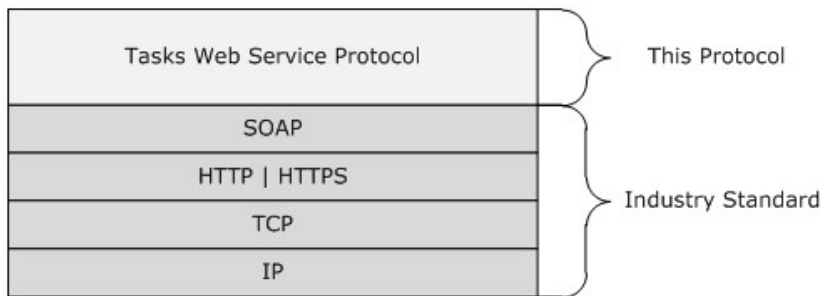 Tasks Web Service Protocol
This Protocol
SOAP
HTTP | HTTPS
Industry Standard
TCP
IP